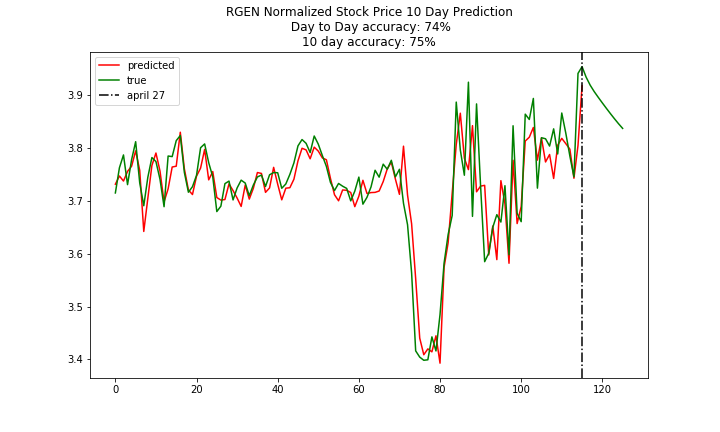 RGEN Normalized Stock Price 10 Day Prediction
Day to Day accuracy: 74%
10 day accuracy: 75%
predicted
true
april 27
3.9
3.8
3.7
3.6
3.5
3.4
0 20 40 60 80 100 120